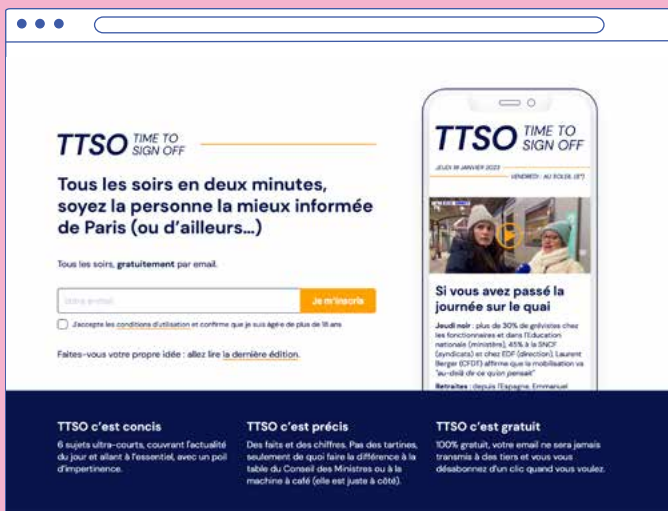 TTSO TIME TO
SIGN OFF
Tous les soirs en deux minutes,
soyez la personne la mieux informée
de Paris (ou d'ailleurs...)
Tous les soirs, gratuitement par email.
Votre e-mail
Je m'inscris
J'accepte les conditions d'utilisation et confirme que je suis âgé·e de plus de 18 ans
Faites-vous votre propre idée : allez lire la dernière édition.
TTSO TIME TO
SIGN OFF
JEUDI 19 JANVIER 2023
VENDREDI : AU SOLEIL (8°)
Si vous avez passé la
journée sur le quai
Jeudi noir : plus de 30% de grévistes chez
les fonctionnaires et dans l'Education
nationale (ministère), 45% à la SNCF
(syndicats) et chez EDF (direction). Laurent
Berger (CFDT) affirme que la mobilisation va
"au-delà de ce qu'on pensait"
Retraites : depuis l'Espagne, Emmanuel
TTSO c'est concis
6 sujets ultra-courts, couvrant l'actualité
du jour et allant à l'essentiel, avec un poil
d'impertinence.
TTSO c'est précis
Des faits et des chiffres. Pas des tartines,
seulement de quoi faire la différence à la
table du Conseil des Ministres ou à la
machine à café (elle est juste à côté).
TTSO c'est gratuit
100% gratuit, votre email ne sera jamais
transmis à des tiers et vous vous
désabonnez d'un clic quand vous voulez.